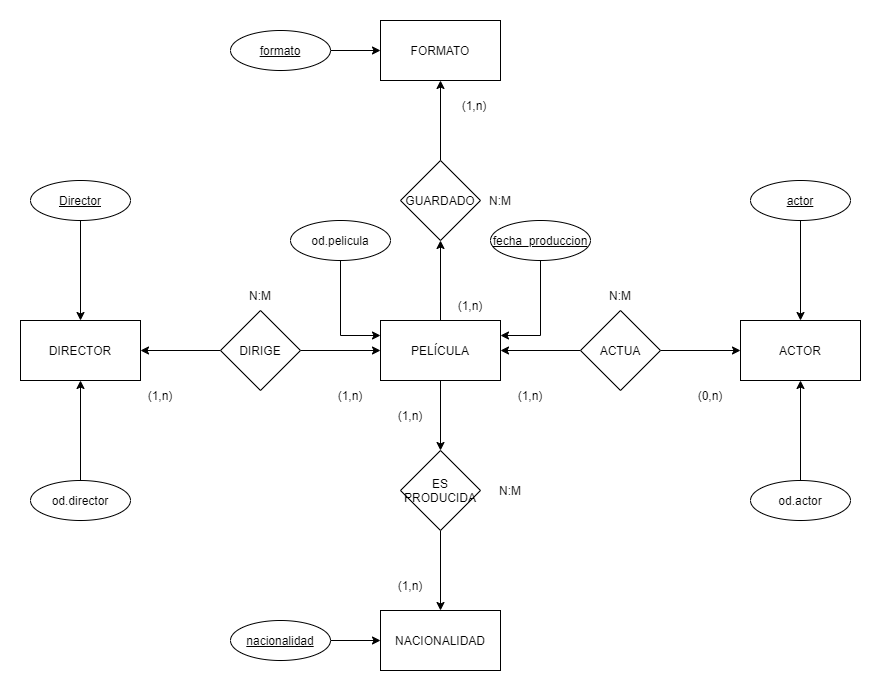 formato
FORMATO
(1,n)
Director
GUARDADO
N:M
actor
od.pelicula
fecha_produccion
N:M
(1,n)
N:M
DIRECTOR
DIRIGE
PELÍCULA
ACTUA
ACTOR
(1,n)
(1,n)
(1,n)
(0,n)
(1,n)
od.director
ES
PRODUCIDA
N:M
od.actor
(1,n)
nacionalidad
NACIONALIDAD